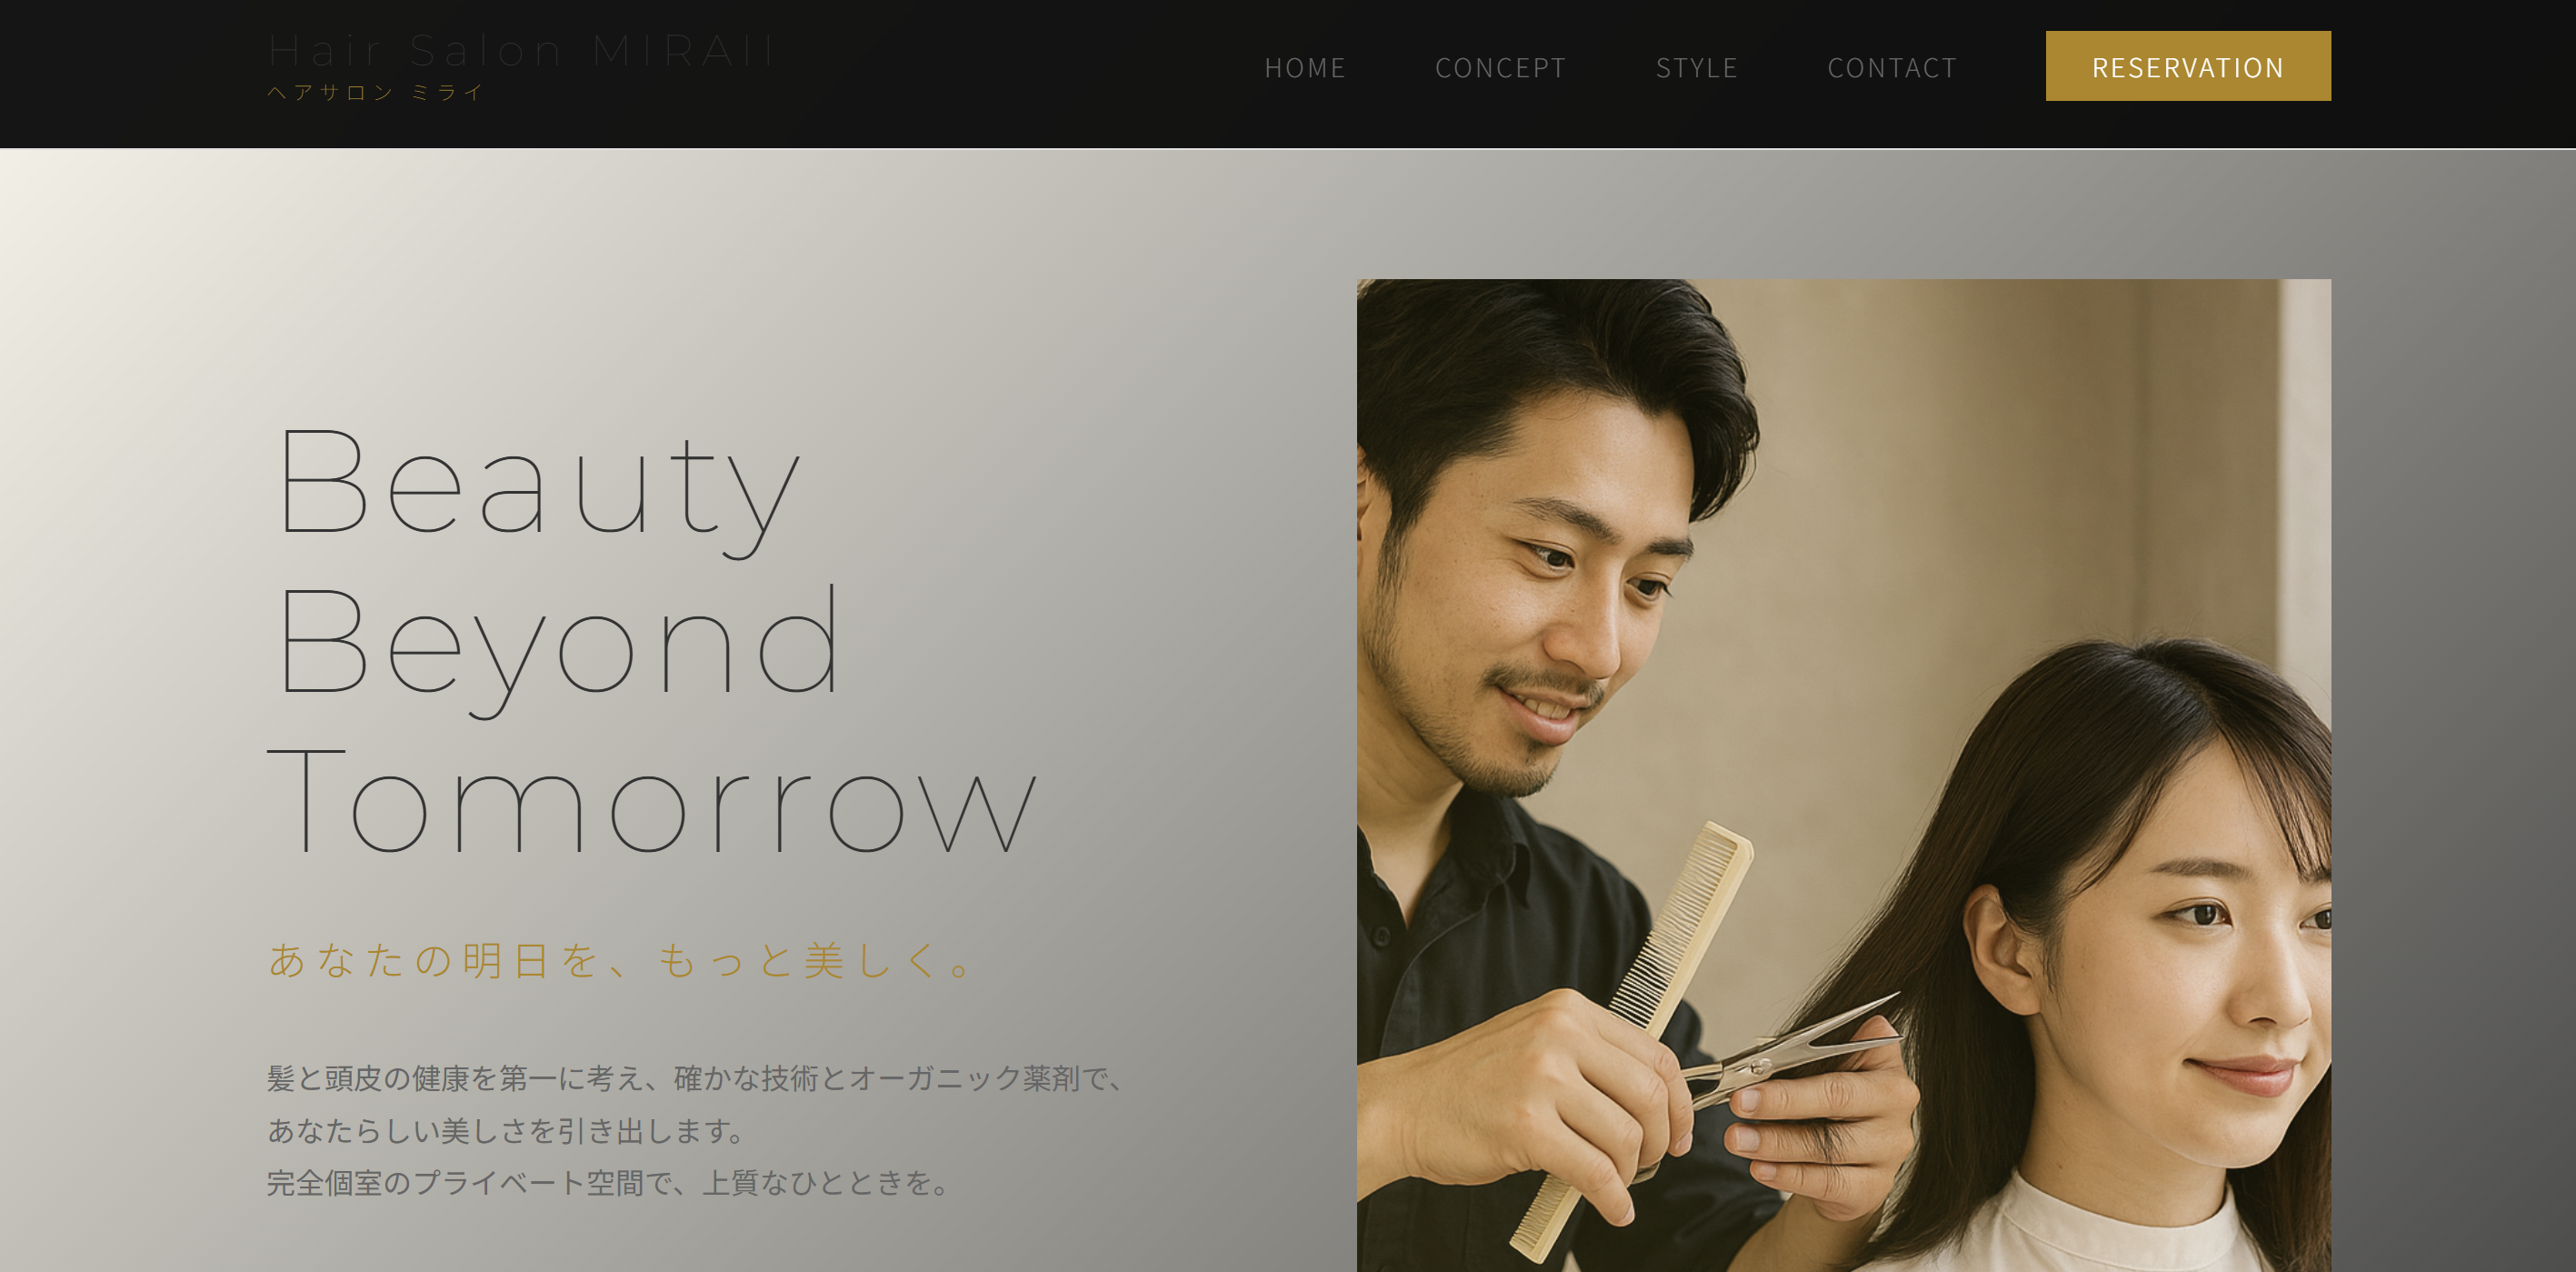 Hair Salon MIRAII
ヘアサロン ミライ
HOME
CONCEPT
STYLE
CONTACT
RESERVATION
Beauty
Beyond
Tomorrow
あなたの明日を、もっと美しく。
髪と頭皮の健康を第一に考え、確かな技術とオーガニック薬剤で、
あなたらしい美しさを引き出します。
完全個室のプライベート空間で、上質なひとときを。